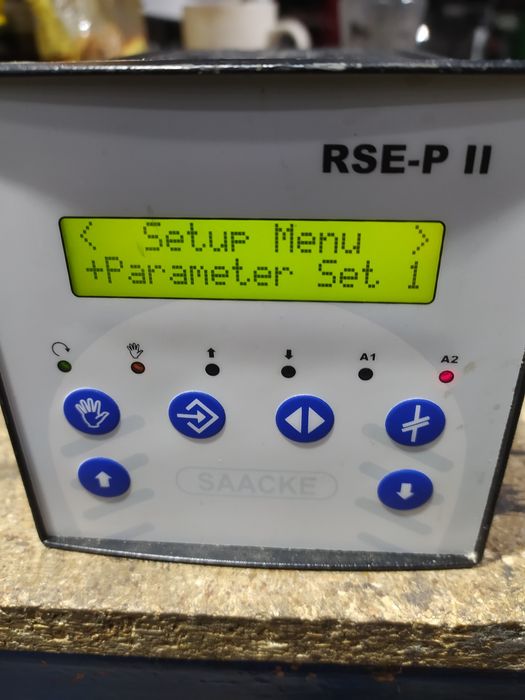 RSE-P II
< Setup Menu >
+Parameter Set 1
A1
A2
SAACKE